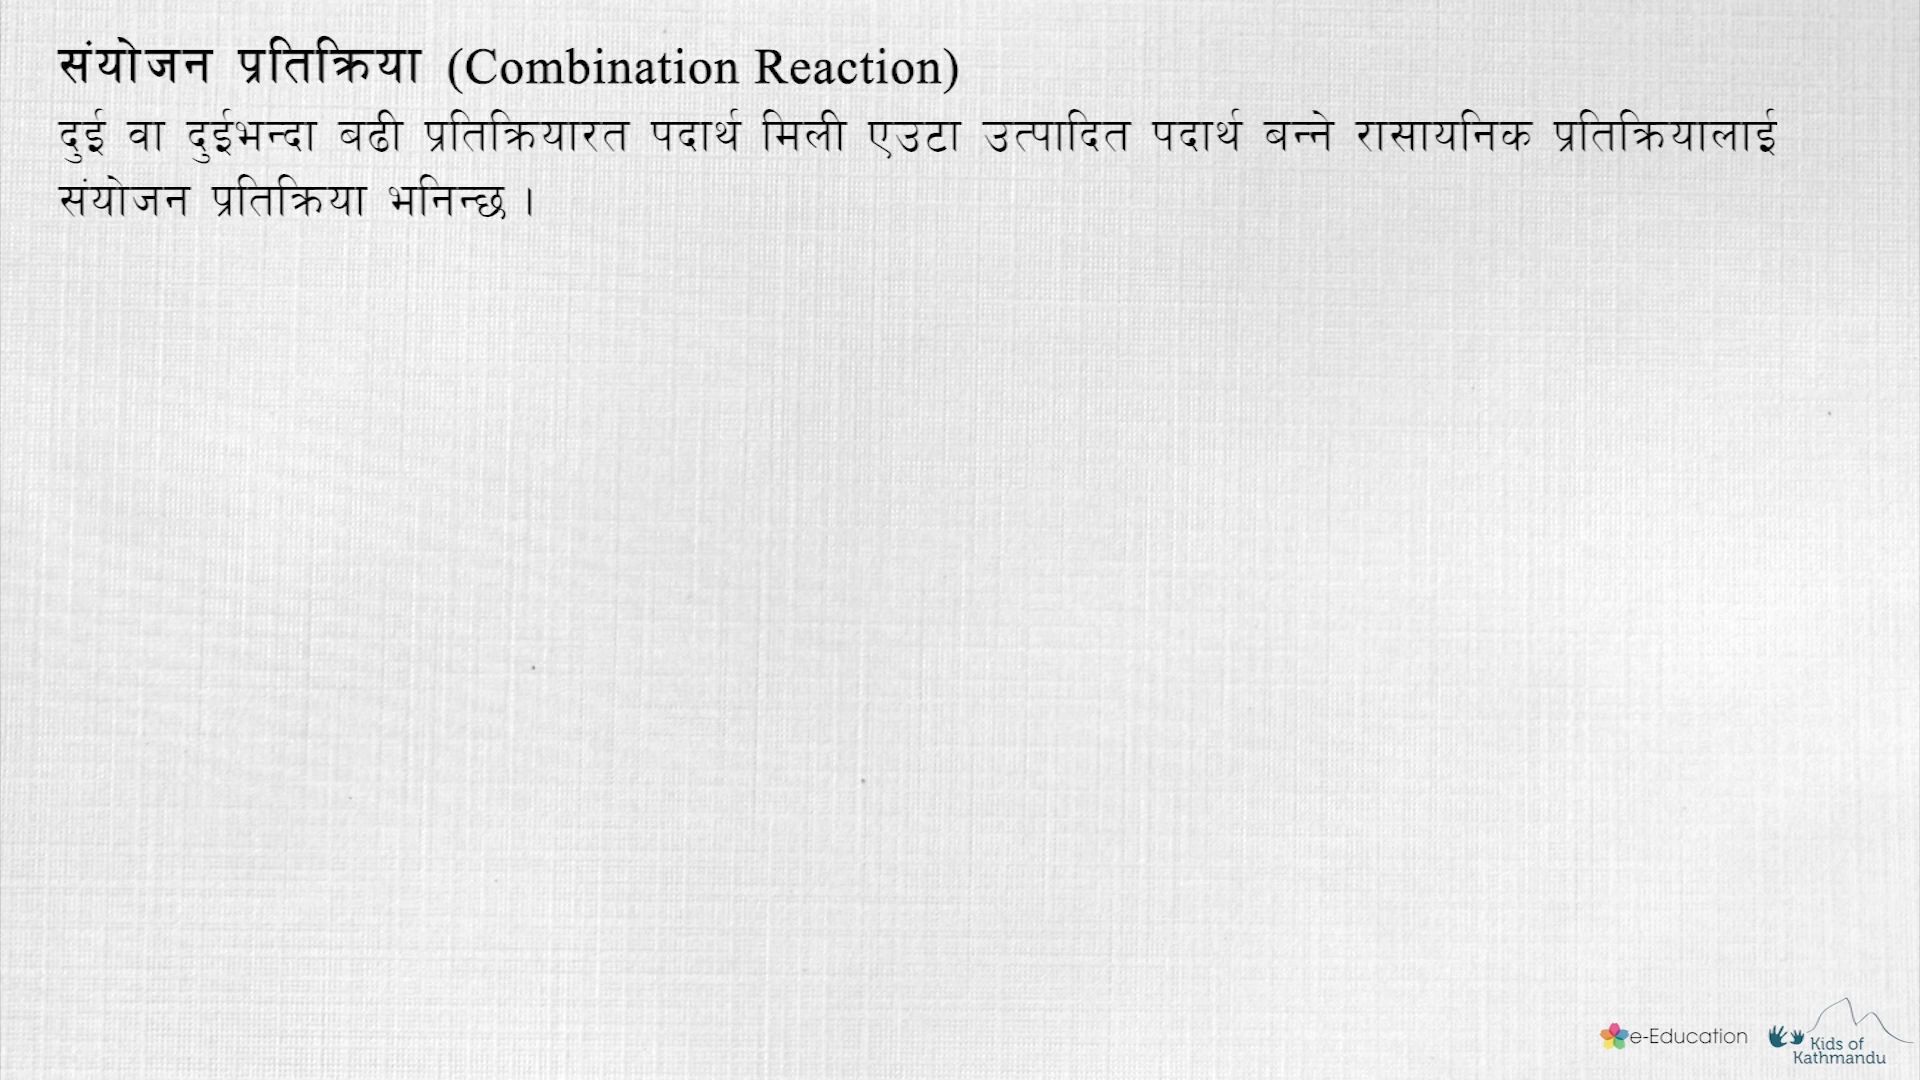 संयोजन प्रतिक्रिया (Combination Reaction)
दुई वा दुईभन्दा बढी प्रतिक्रियारत पदार्थ मिली एउटा उत्पादित पदार्थ बन्ने रासायनिक प्रतिक्रियालाई
संयोजन प्रतिक्रिया भनिन्छ ।
e-Education
Kids of
Kathmandu